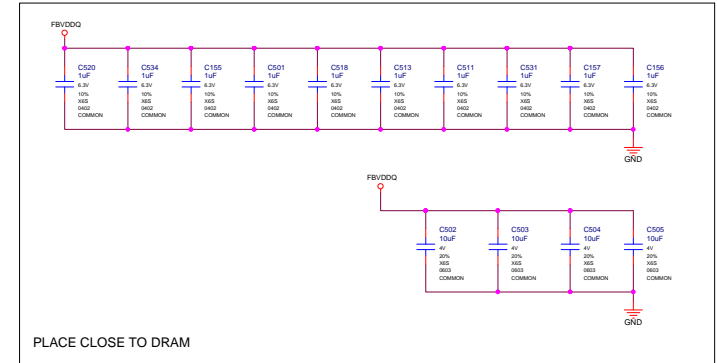 FBVDDQ
C520 C534 C155 C501 C518 C513 C511 C531 C157 C156
1uF 1uF 1uF 1uF 1uF 1uF 1uF 1uF 1uF 1uF
6.3V 6.3V 6.3V 6.3V 6.3V 6.3V 6.3V 6.3V 6.3V 6.3V
10% 10% 10% 10% 10% 10% 10% 10% 10% 10%
X6S X6S X6S X6S X6S X6S X6S X6S X6S X6S
0402 0402 0402 0402 0402 0402 0402 0402 0402 0402
COMMON COMMON COMMON COMMON COMMON COMMON COMMON COMMON COMMON COMMON
GND
FBVDDQ
C502 C503 C504 C505
10uF 10uF 10uF 10uF
4V 4V 4V 4V
20% 20% 20% 20%
X6S X6S X6S X6S
0603 0603 0603 0603
COMMON COMMON COMMON COMMON
GND
PLACE CLOSE TO DRAM